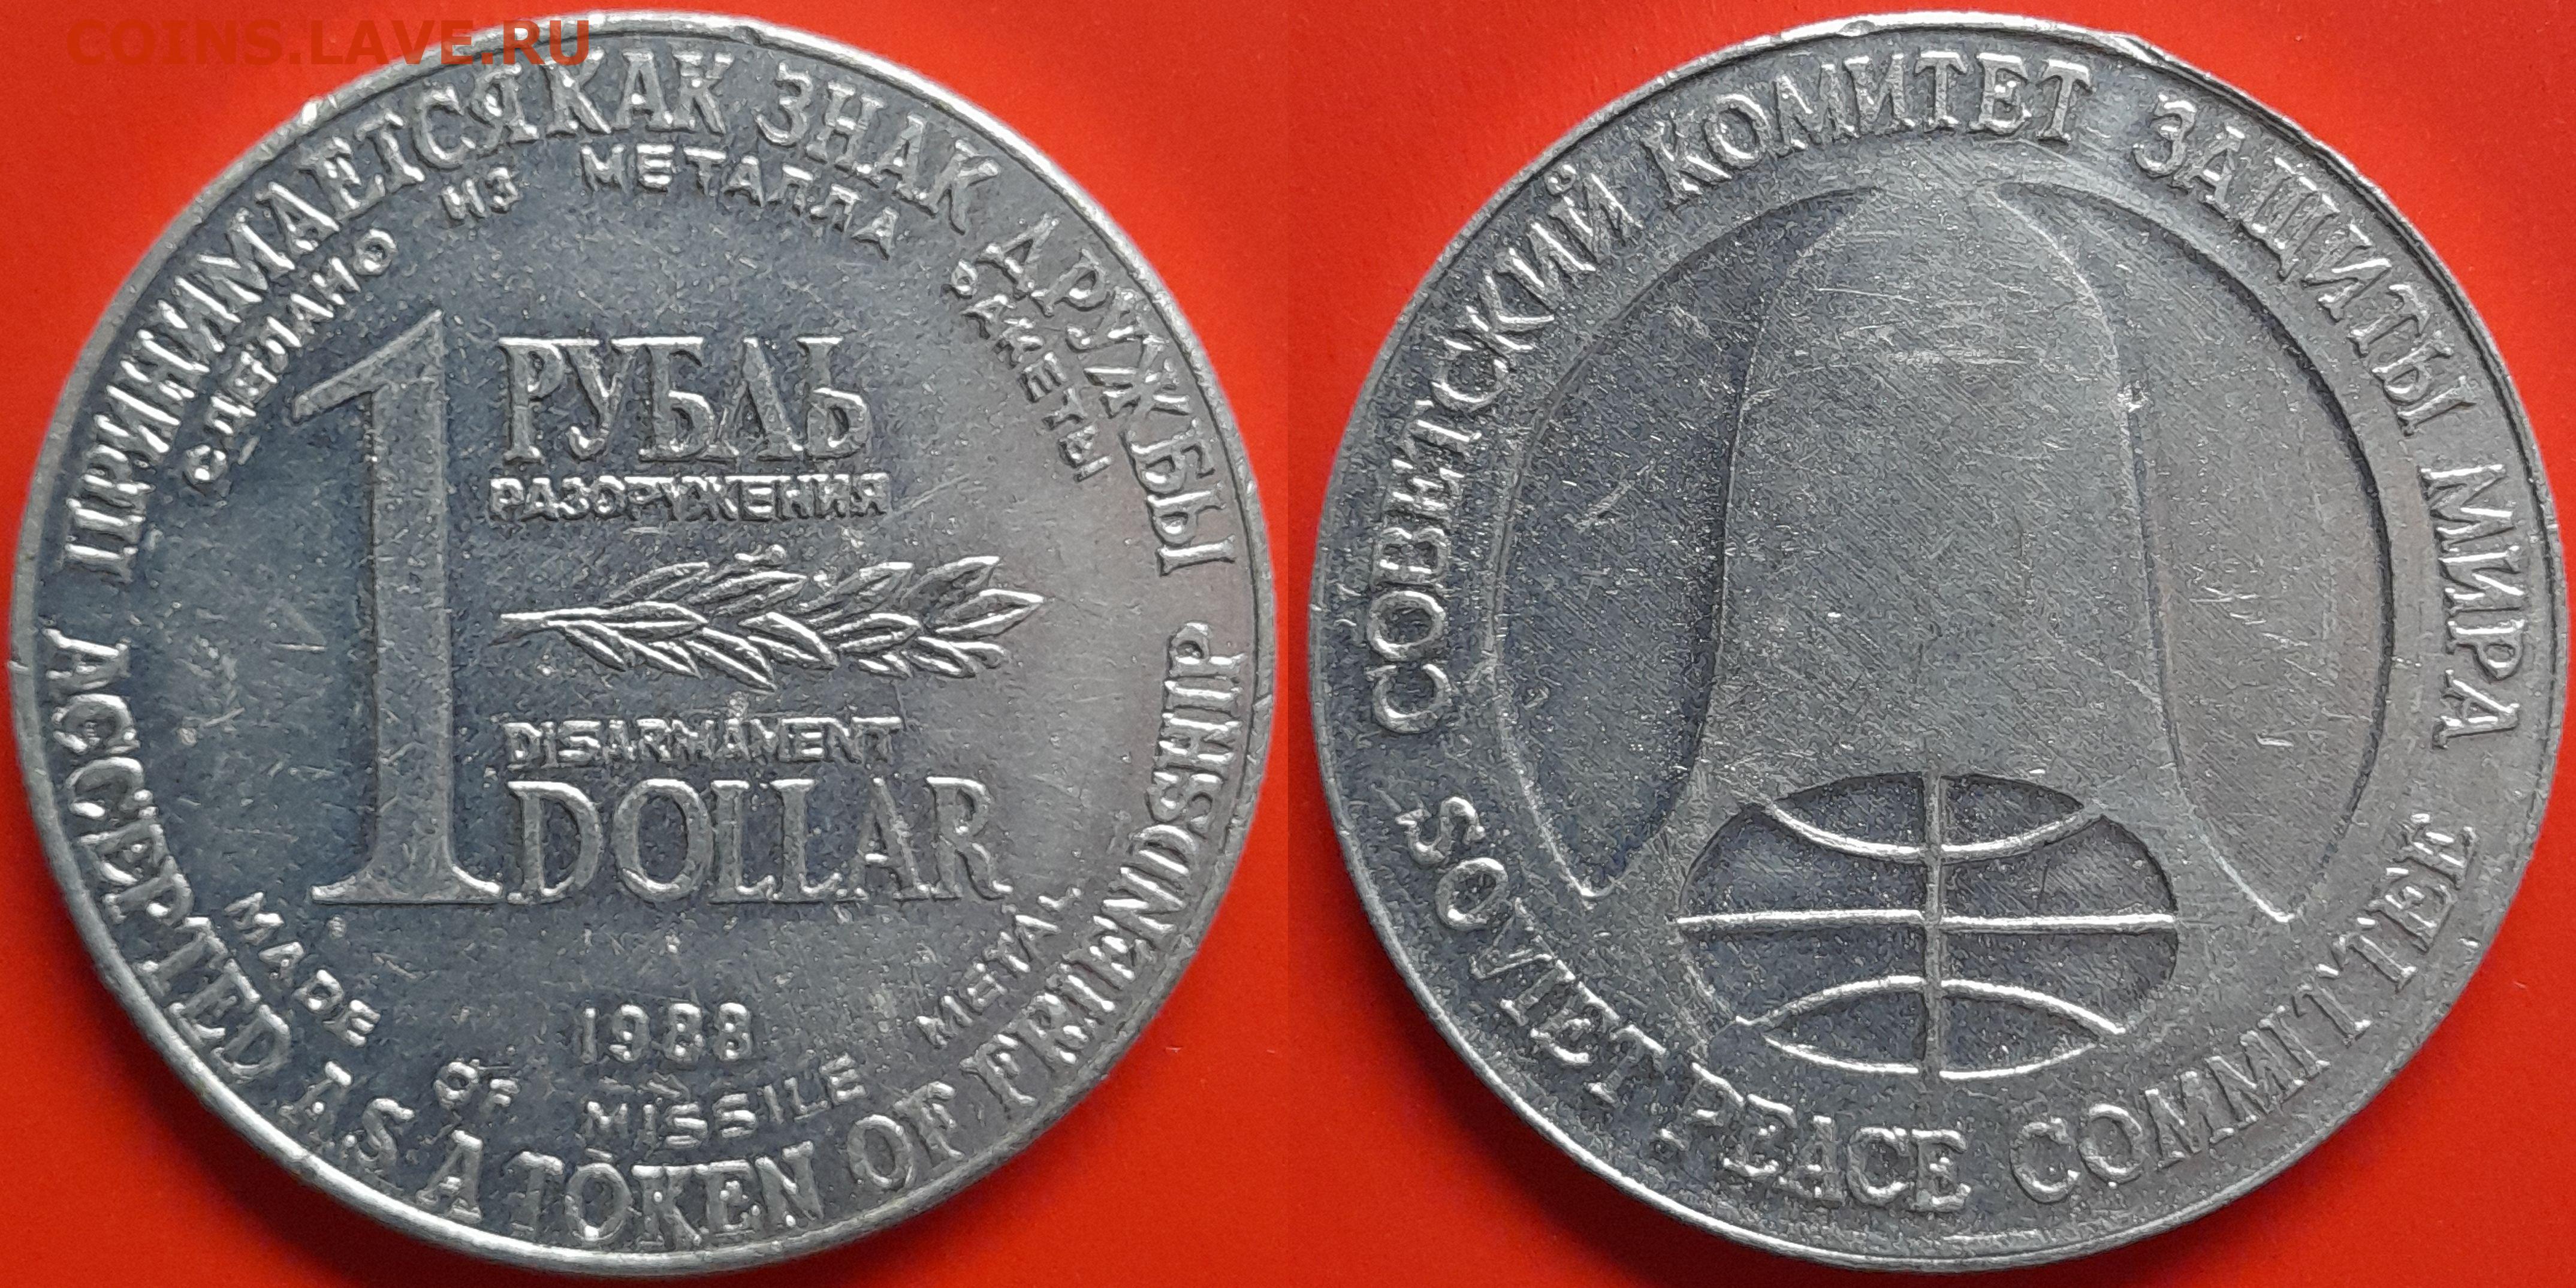 COINS.LAVE.RU
ПРИНИМАЕТСЯ КАК ЗНАК ДРУЖБЫ
СДЕЛАНО ИЗ МЕТАЛЛА РАКЕТЫ
1 РУБЛЬ
РАЗОРУЖЕНИЯ
DISARMAMENT
DOLLAR
1988
MADE OF MISSILE METAL
ACCEPTED AS A TOKEN OF FRIENDSHIP
СОВЕТСКИЙ КОМИТЕТ ЗАЩИТЫ МИРА
SOVIET PEACE COMMITTEE